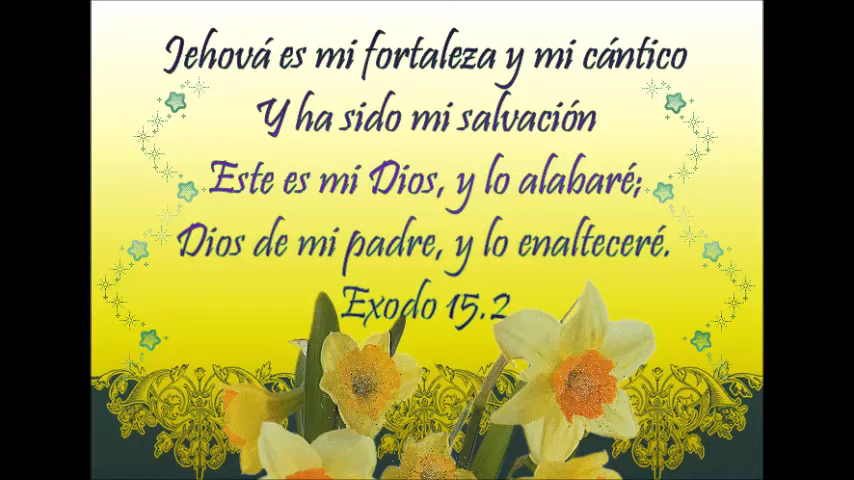 Jehová es mi fortaleza y mi cántico
Y ha sido mi salvación
Este es mi Dios, y lo alabaré;
Dios de mi padre, y lo enalteceré.
Exodo 15.2